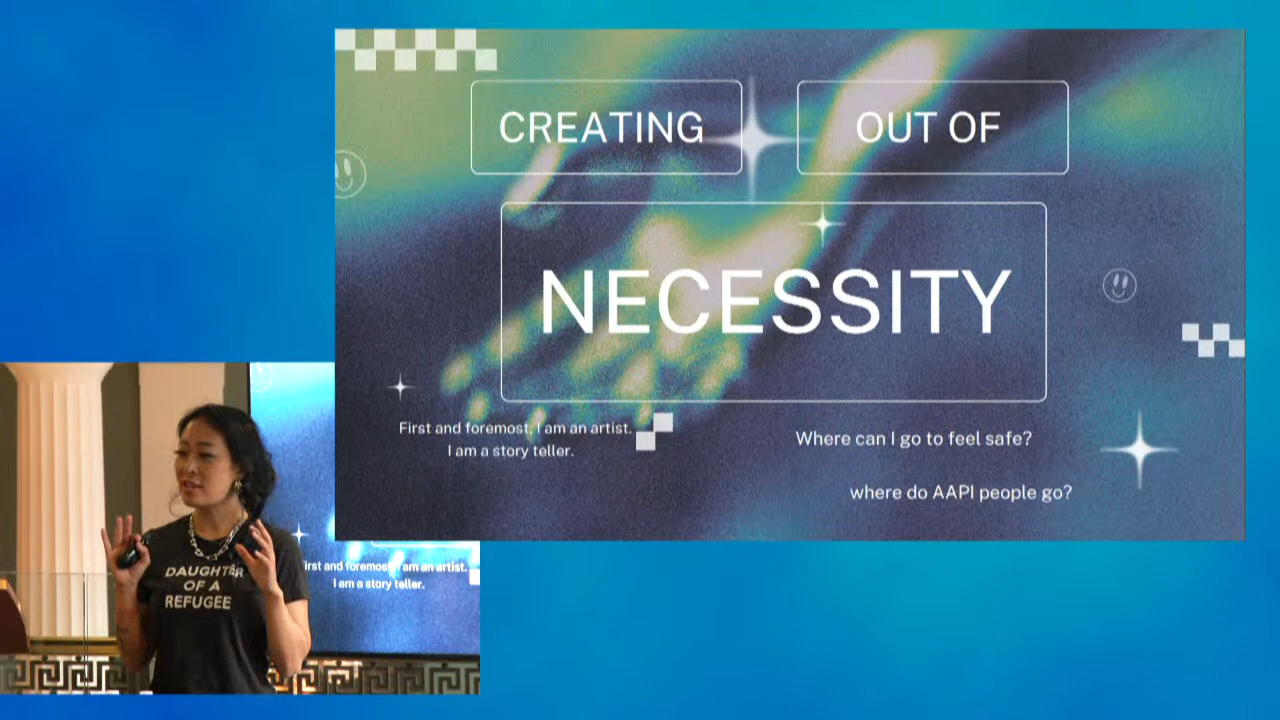 CREATING
OUT OF
NECESSITY
First and foremost, I am an artist.
I am a story teller.
Where can I go to feel safe?
where do AAPI people go?
DAUGHTER
OF A
REFUGEE
irst and foremost, I am an artist.
I am a story teller.